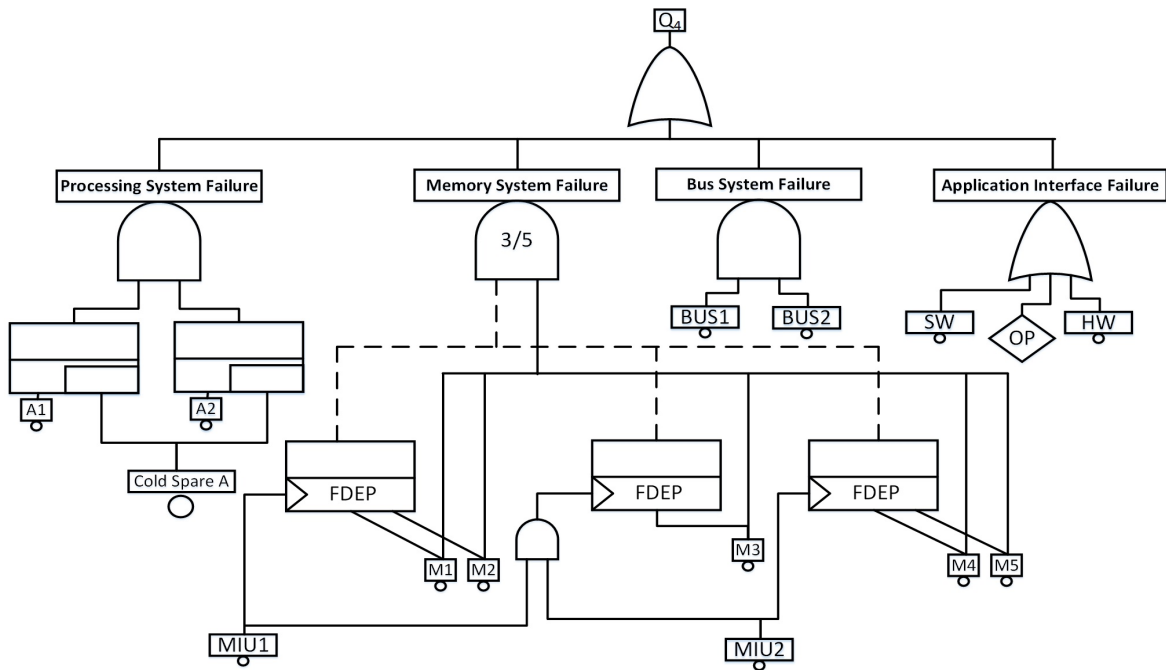 Q4
Processing System Failure
Memory System Failure
Bus System Failure
Application Interface Failure
3/5
BUS1
BUS2
SW
OP
HW
A1
A2
Cold Spare A
FDEP
FDEP
FDEP
M1
M2
M3
M4
M5
MIU1
MIU2